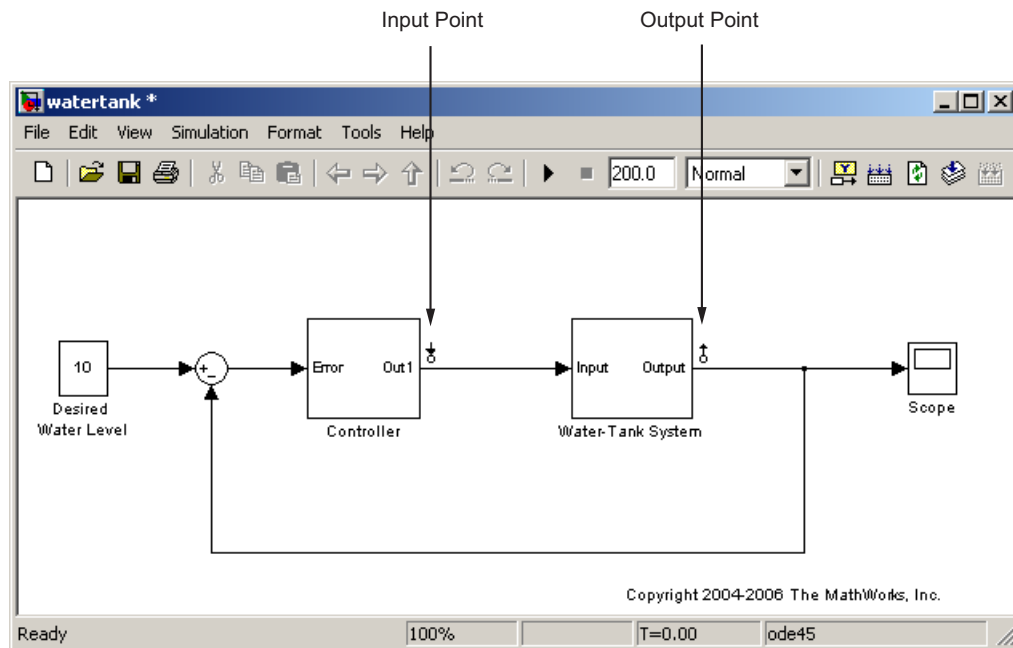 Input Point Output Point
watertank *
File Edit View Simulation Format Tools Help
200.0 Normal
10
Desired
Water Level
+
-
Error Out1
Controller
Input Output
Water-Tank System
Scope
Copyright 2004-2006 The MathWorks, Inc.
Ready 100% T=0.00 ode45